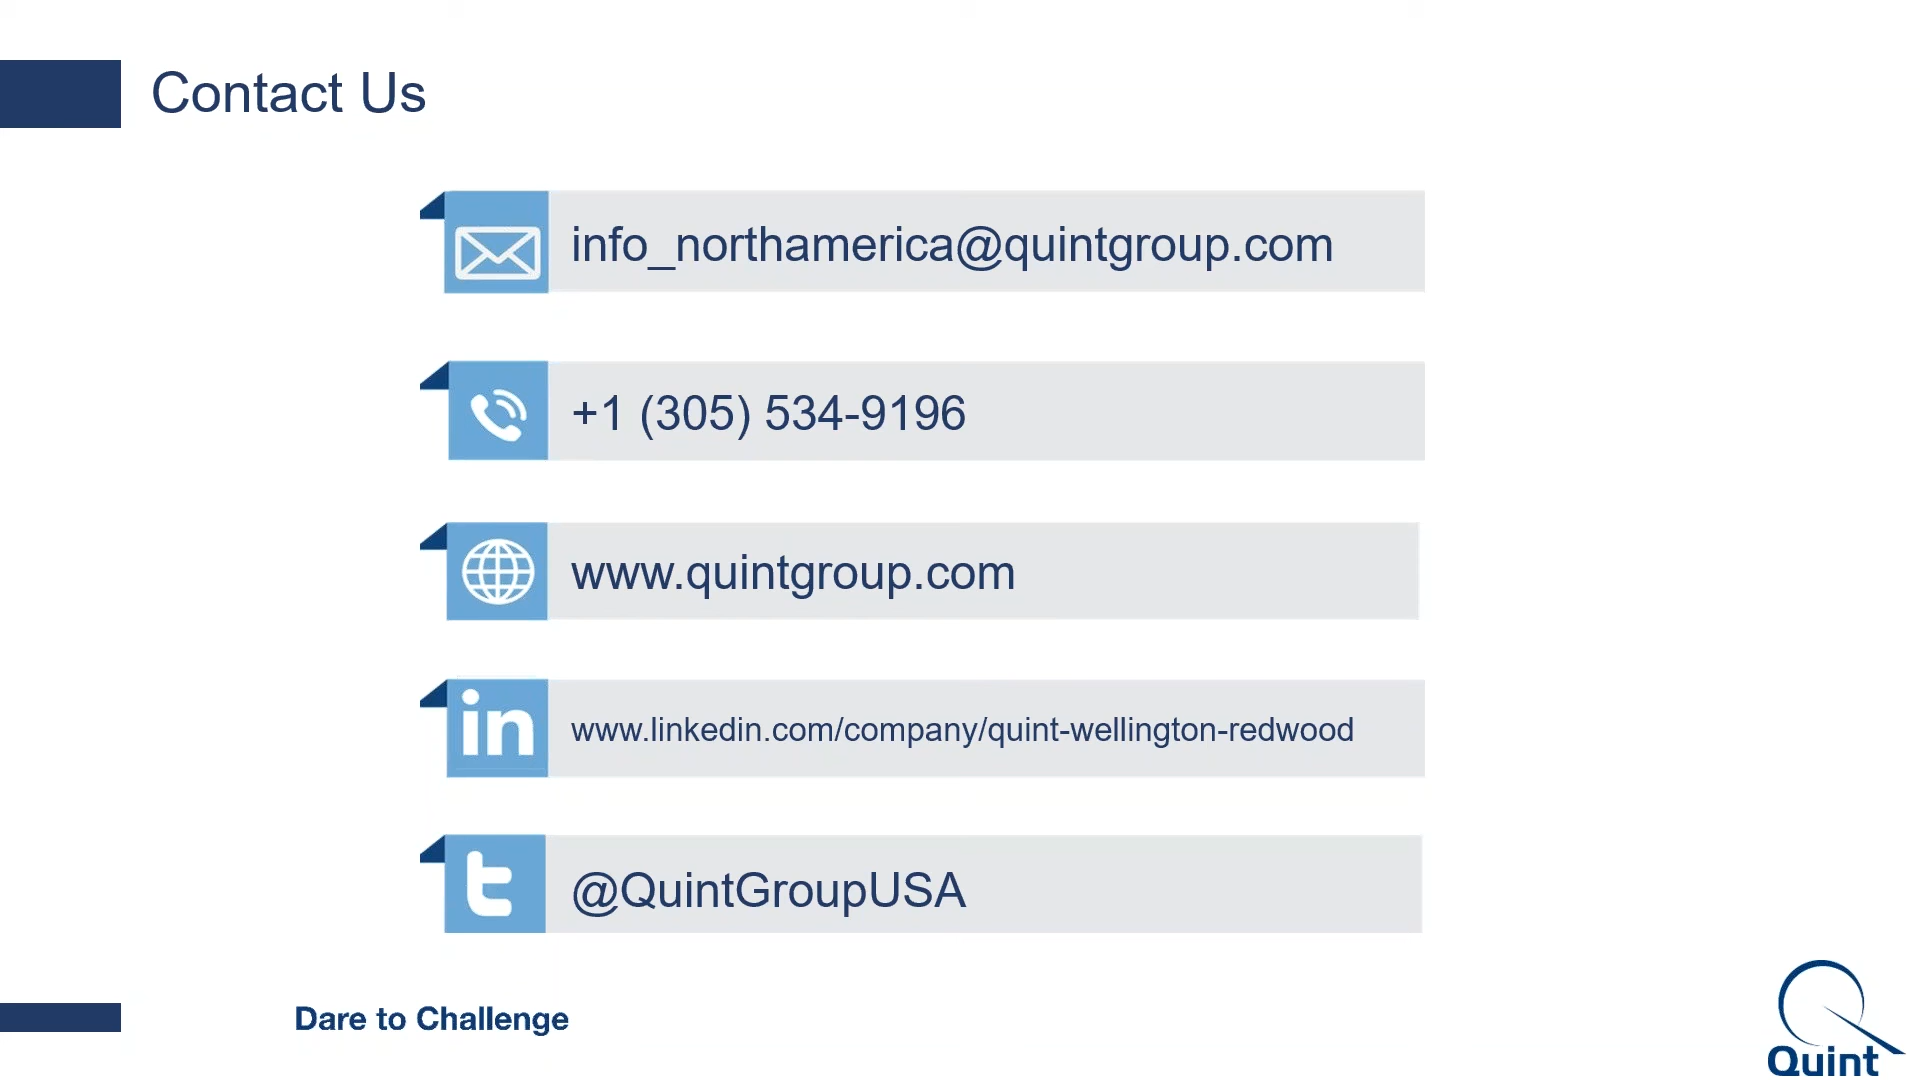 Contact Us
info_northamerica@quintgroup.com
+1 (305) 534-9196
www.quintgroup.com
in
www.linkedin.com/company/quint-wellington-redwood
t
@QuintGroupUSA
Dare to Challenge
Quint